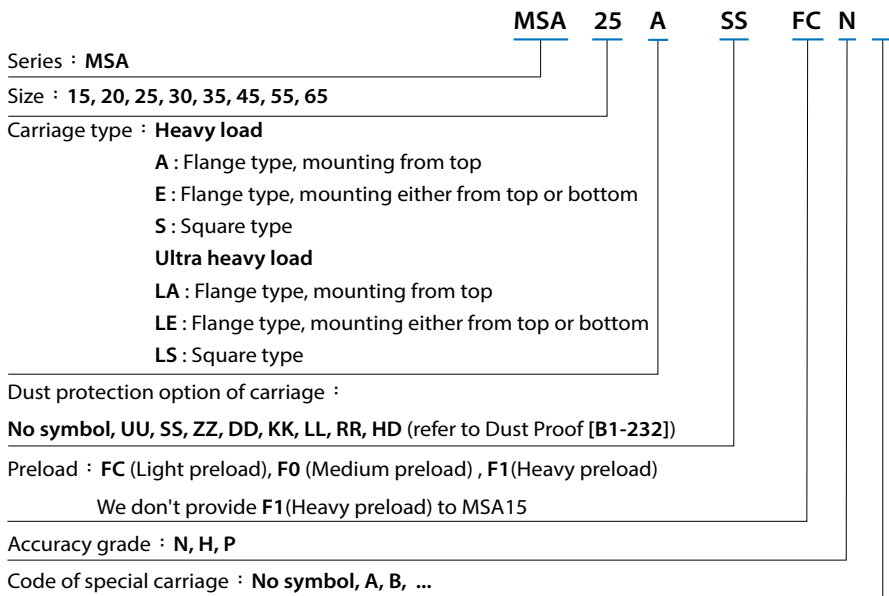 MSA 25 A SS FC N
Series：MSA
Size：15, 20, 25, 30, 35, 45, 55, 65
Carriage type：Heavy load
A : Flange type, mounting from top
E : Flange type, mounting either from top or bottom
S : Square type
Ultra heavy load
LA : Flange type, mounting from top
LE : Flange type, mounting either from top or bottom
LS : Square type
Dust protection option of carriage：
No symbol, UU, SS, ZZ, DD, KK, LL, RR, HD (refer to Dust Proof [B1-232])
Preload：FC (Light preload), F0 (Medium preload) , F1(Heavy preload)
We don't provide F1(Heavy preload) to MSA15
Accuracy grade：N, H, P
Code of special carriage：No symbol, A, B, ...